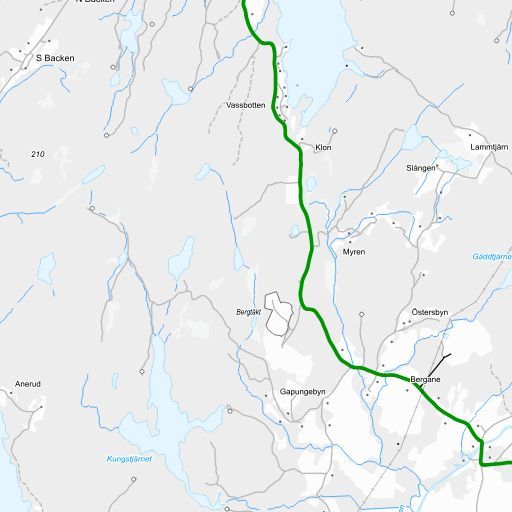 N Backen
S Backen
Vassbotten
Klon
Lammtjärn
210
Slången
Myren
Gäddtjärne
Bergtäkt
Östersbyn
Bergane
Anerud
Gapungebyn
Kungstjärnet